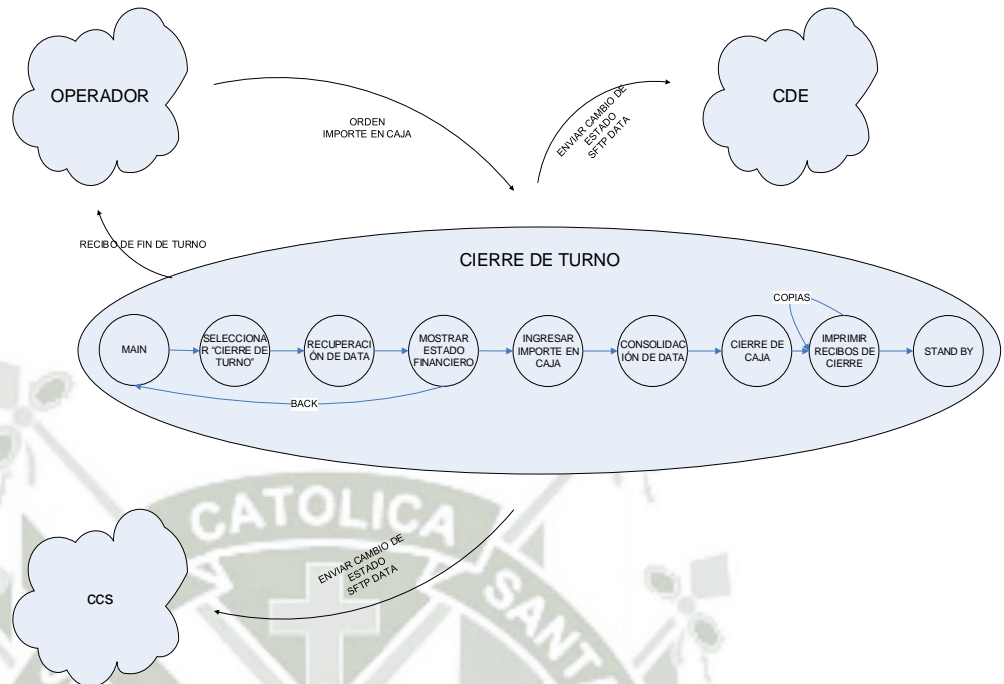 OPERADOR
CDE
ORDEN
IMPORTE EN CAJA
ENVIAR CAMBIO DE
ESTADO
SFTP DATA
RECIBO DE FIN DE TURNO
CIERRE DE TURNO
COPIAS
MAIN
SELECCIONA
R “CIERRE DE
TURNO”
RECUPERACI
ÓN DE DATA
MOSTRAR
ESTADO
FINANCIERO
INGRESAR
IMPORTE EN
CAJA
CONSOLIDAC
IÓN DE DATA
CIERRE DE
CAJA
IMPRIMIR
RECIBOS DE
CIERRE
STAND BY
BACK
CATOLICA
SANTA
ENVIAR CAMBIO DE
ESTADO
SFTP DATA
CCS